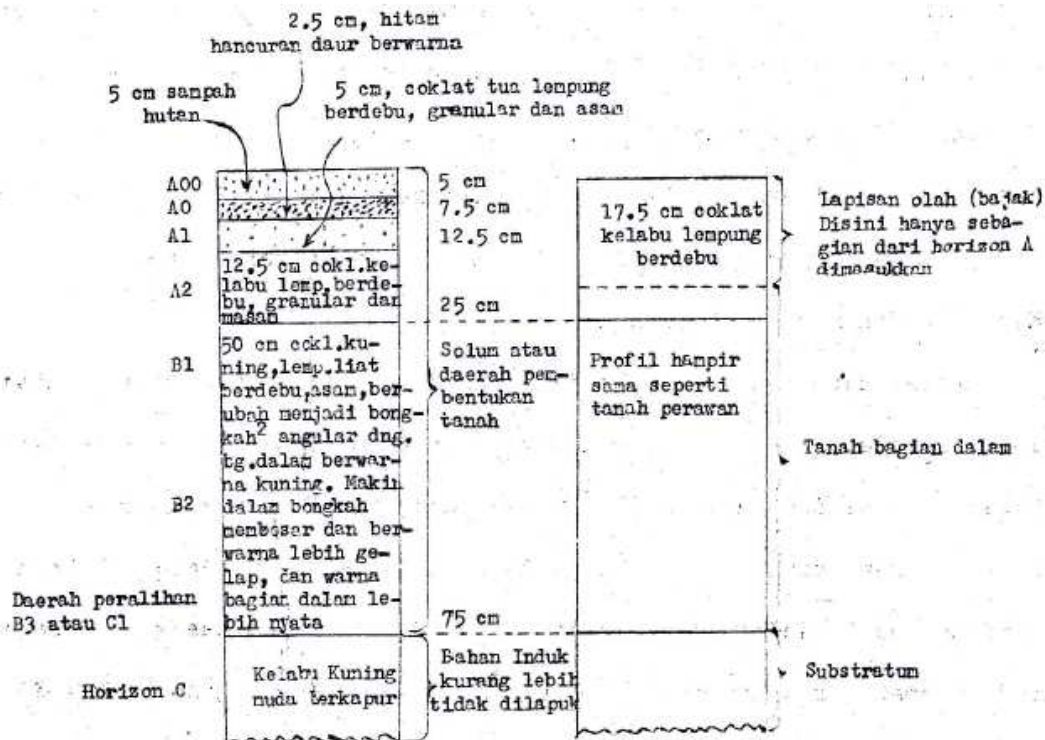 2.5 cm, hitam
hancuran daur berwarna
5 cm sampah
hutan
5 cm, coklat tua lempung
berdebu, granular dan asam
A00
A0
A1
A2
B1
B2
Daerah peralihan
B3 atau C1
Horizon C
12.5 cm cokl.ke-
labu lemp.berde-
bu, granular dan
masam
50 cm cokl.ku-
ning,lemp.liat
berdebu,asam,ber-
ubah menjadi bong-
kah² angular dng.
bg.dalam berwar-
na kuning. Makin
dalam bongkah
membesar dan ber-
warna lebih ge-
lap, dan warna
bagian dalam le-
bih nyata
Kelabu Kuning
muda terkapur
5 cm
7.5 cm
12.5 cm
25 cm
Solum atau
daerah pem-
bentukan
tanah
75 cm
Bahan Induk
kurang lebih
tidak dilapuk
17.5 cm coklat
kelabu lempung
berdebu
Profil hampir
sama seperti
tanah perawan
Lapisan olah (bajak)
Disini hanya seba-
gian dari horizon A
dimasukkan
Tanah bagian dalam
Substratum